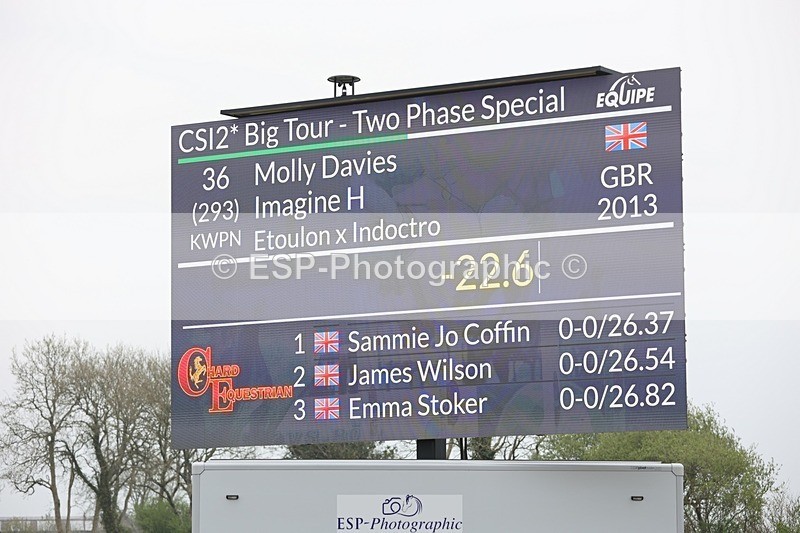 CSI2* Big Tour - Two Phase Special
EQUIPE
36 Molly Davies
(293) Imagine H GBR
KWPN Etoulon x Indoctro 2013
© ESP-Photographic ©
-22.6
1 Sammie Jo Coffin 0-0/26.37
2 James Wilson 0-0/26.54
3 Emma Stoker 0-0/26.82
CHARD
EQUESTRIAN
ESP-Photographic